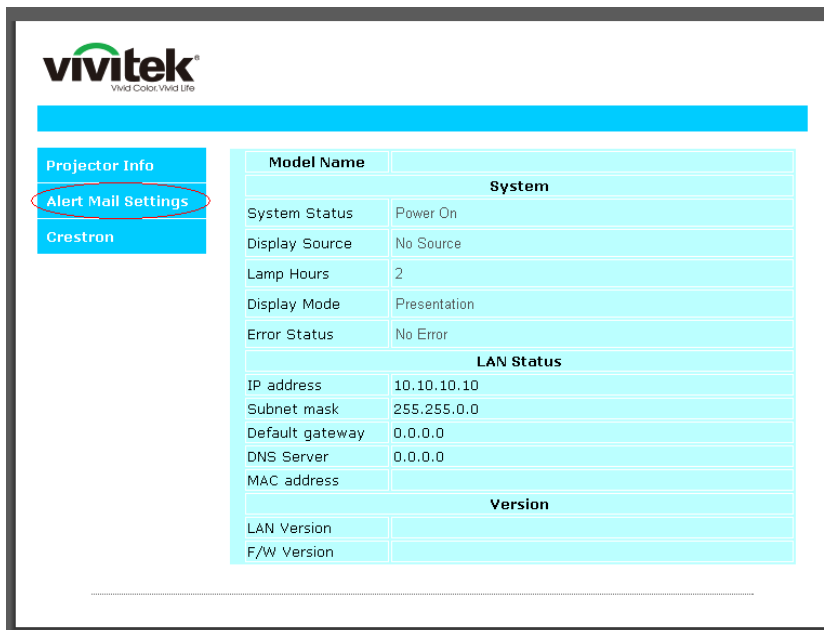 vivitek®
Vivid Color, Vivid Life
Projector Info
Alert Mail Settings
Crestron
Model Name
System
System Status Power On
Display Source No Source
Lamp Hours 2
Display Mode Presentation
Error Status No Error
LAN Status
IP address 10.10.10.10
Subnet mask 255.255.0.0
Default gateway 0.0.0.0
DNS Server 0.0.0.0
MAC address
Version
LAN Version
F/W Version